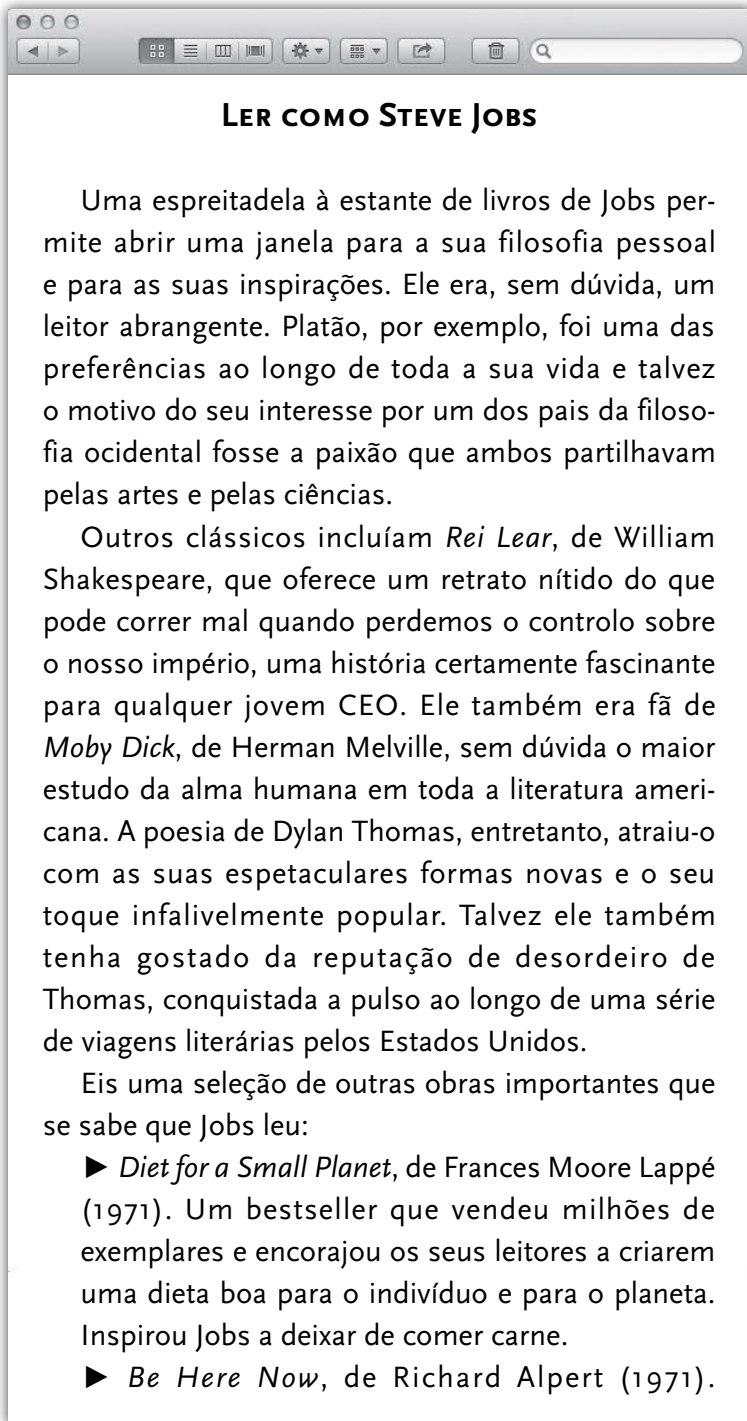 Ler como Steve Jobs
Uma espreitadela à estante de livros de Jobs per-
mite abrir uma janela para a sua filosofia pessoal
e para as suas inspirações. Ele era, sem dúvida, um
leitor abrangente. Platão, por exemplo, foi uma das
preferências ao longo de toda a sua vida e talvez
o motivo do seu interesse por um dos pais da filoso-
fia ocidental fosse a paixão que ambos partilhavam
pelas artes e pelas ciências.
Outros clássicos incluíam Rei Lear, de William
Shakespeare, que oferece um retrato nítido do que
pode correr mal quando perdemos o controlo sobre
o nosso império, uma história certamente fascinante
para qualquer jovem CEO. Ele também era fã de
Moby Dick, de Herman Melville, sem dúvida o maior
estudo da alma humana em toda a literatura ameri-
cana. A poesia de Dylan Thomas, entretanto, atraiu-o
com as suas espetaculares formas novas e o seu
toque infalivelmente popular. Talvez ele também
tenha gostado da reputação de desordeiro de
Thomas, conquistada a pulso ao longo de uma série
de viagens literárias pelos Estados Unidos.
Eis uma seleção de outras obras importantes que
se sabe que Jobs leu:
► Diet for a Small Planet, de Frances Moore Lappé
(1971). Um bestseller que vendeu milhões de
exemplares e encorajou os seus leitores a criarem
uma dieta boa para o indivíduo e para o planeta.
Inspirou Jobs a deixar de comer carne.
► Be Here Now, de Richard Alpert (1971).